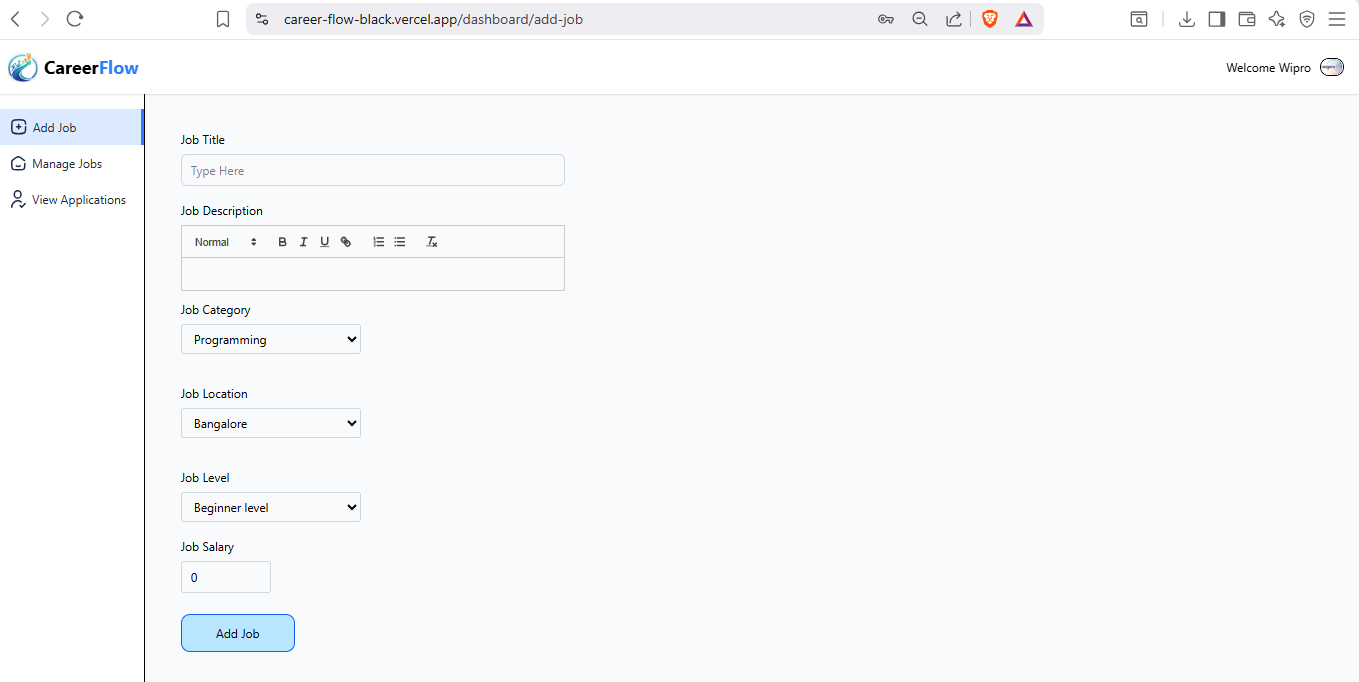 career-flow-black.vercel.app/dashboard/add-job
CareerFlow
Welcome Wipro
Add Job
Manage Jobs
View Applications
Job Title
Type Here
Job Description
Normal
B I U
Job Category
Programming
Job Location
Bangalore
Job Level
Beginner level
Job Salary
0
Add Job